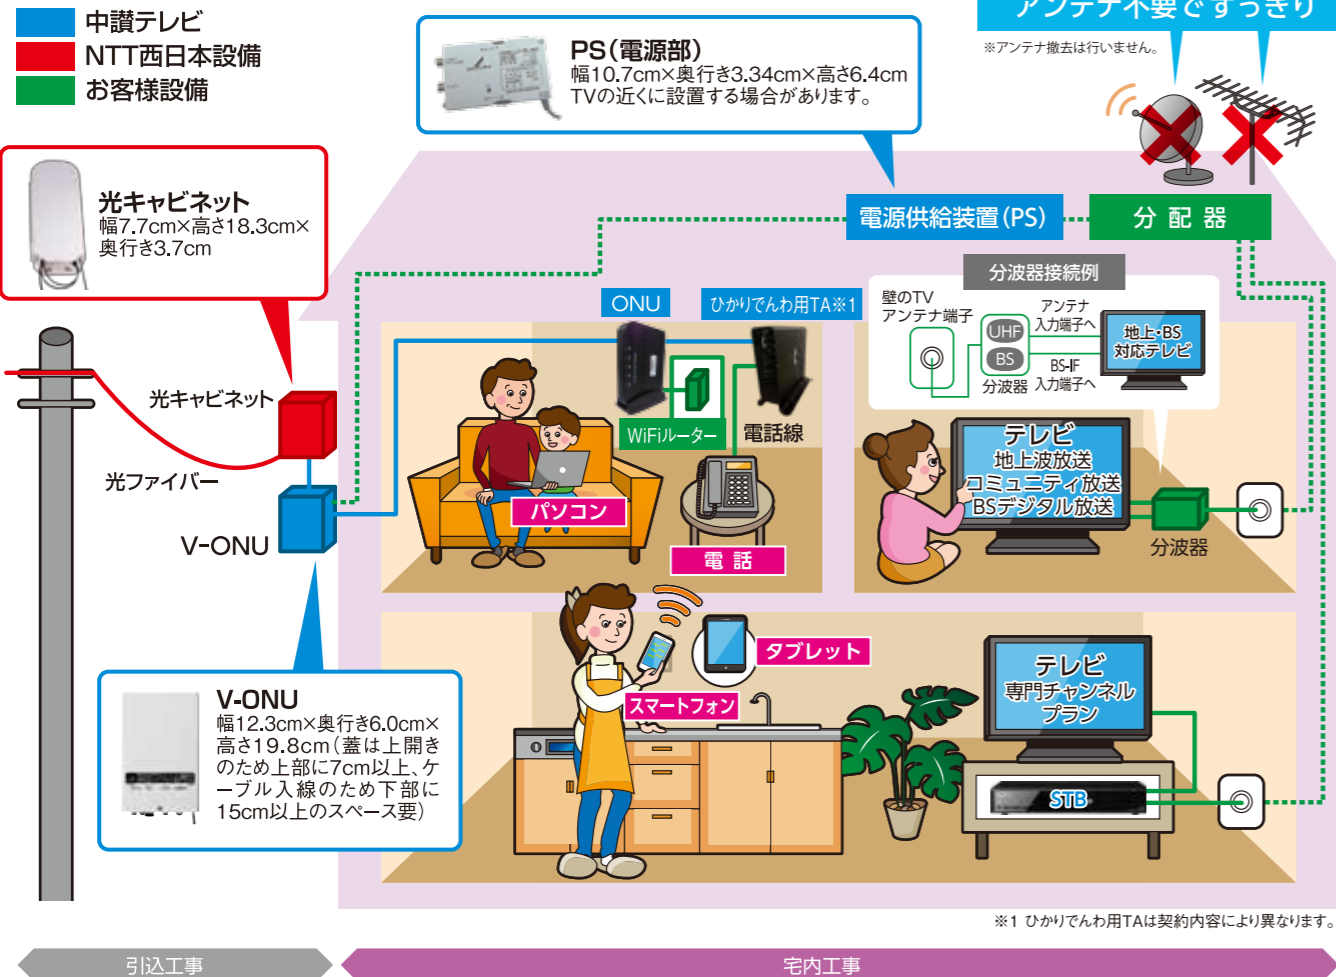 中讃テレビ
NTT西日本設備
お客様設備
PS(電源部)
幅10.7cm×奥行き3.34cm×高さ6.4cm
TVの近くに設置する場合があります。
アンテナ不要ですっきり
※アンテナ撤去は行いません。
光キャビネット
幅7.7cm×高さ18.3cm×
奥行き3.7cm
電源供給装置(PS)
分配器
分波器接続例
壁のTV
アンテナ端子
UHF
BS
分波器
アンテナ
入力端子へ
BS-IF
入力端子へ
地上・BS
対応テレビ
ONU
ひかりでんわ用TA※1
WiFiルーター
電話線
光キャビネット
光ファイバー
V-ONU
パソコン
電話
テレビ
地上波放送
コミュニティ放送
BSデジタル放送
分波器
V-ONU
幅12.3cm×奥行き6.0cm×
高さ19.8cm(蓋は上開き
のため上部に7cm以上、ケ
ーブル入線のため下部に
15cm以上のスペース要)
タブレット
スマートフォン
テレビ
専門チャンネル
プラン
STB
※1 ひかりでんわ用TAは契約内容により異なります。
引込工事
宅内工事